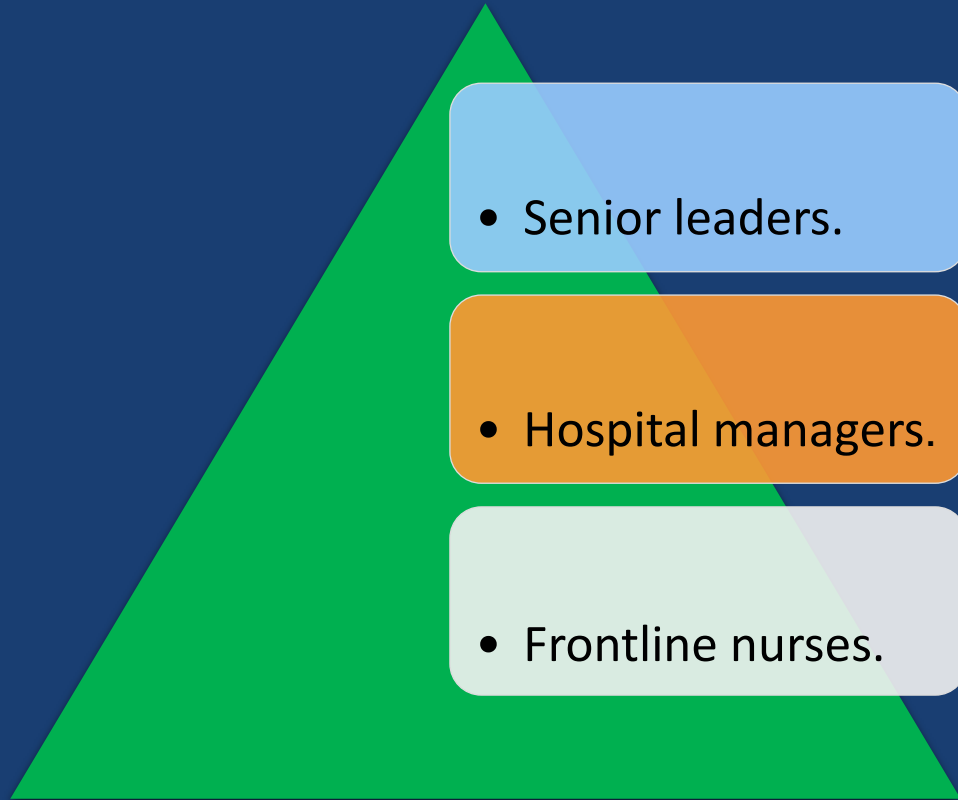 • Senior leaders.
• Hospital managers.
• Frontline nurses.